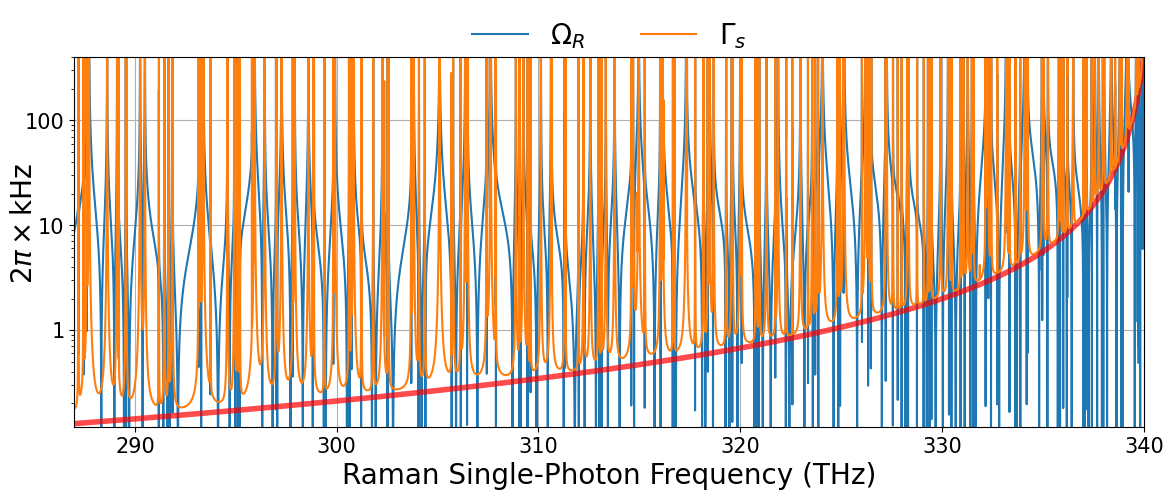 Ω_R Γ_s
100
10
1
2π × kHz
290 300 310 320 330 340
Raman Single-Photon Frequency (THz)